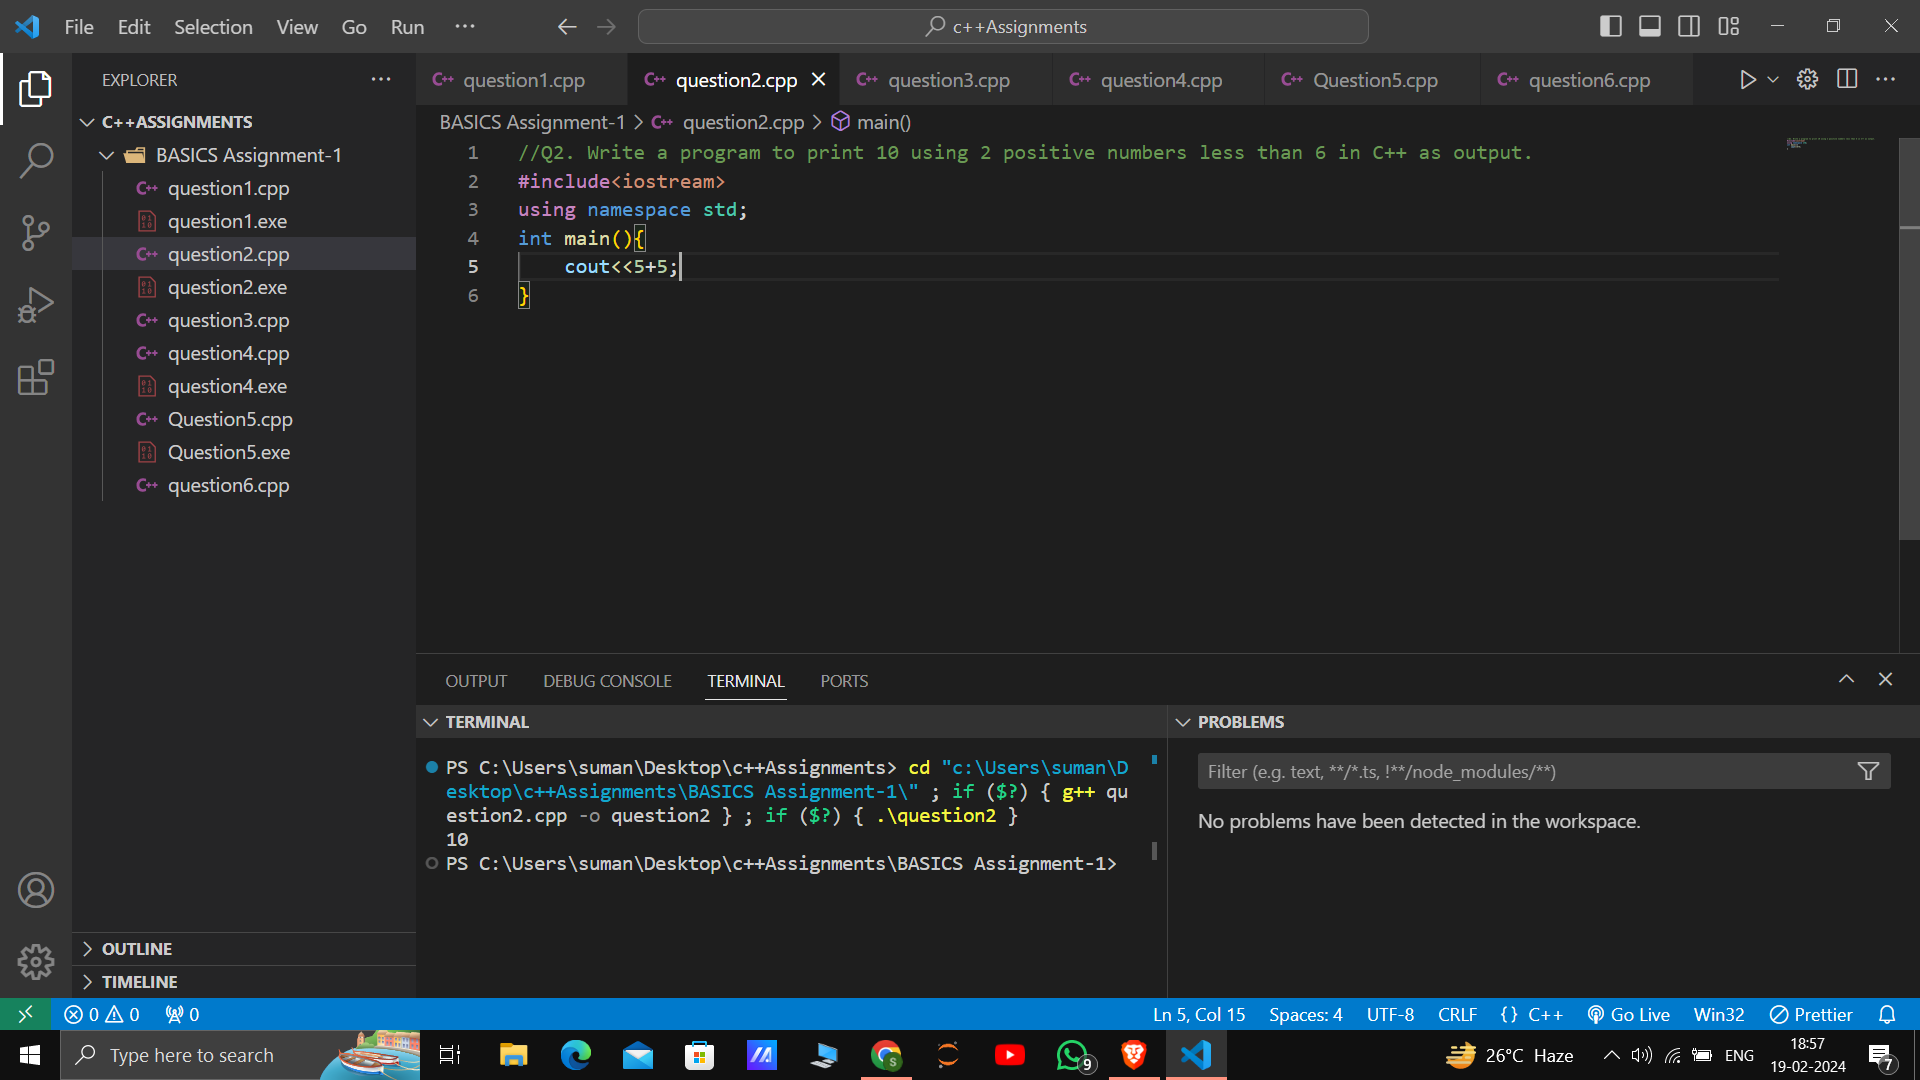 File Edit Selection View Go Run ··· c++Assignments
EXPLORER ···
C++ASSIGNMENTS
BASICS Assignment-1
question1.cpp
question1.exe
question2.cpp
question2.exe
question3.cpp
question4.cpp
question4.exe
Question5.cpp
Question5.exe
question6.cpp
OUTLINE
TIMELINE
question1.cpp question2.cpp question3.cpp question4.cpp Question5.cpp question6.cpp
BASICS Assignment-1 > question2.cpp > main()
1 //Q2. Write a program to print 10 using 2 positive numbers less than 6 in C++ as output.
2 #include<iostream>
3 using namespace std;
4 int main(){
5 cout<<5+5;
6 }
OUTPUT DEBUG CONSOLE TERMINAL PORTS
TERMINAL
PS C:\Users\suman\Desktop\c++Assignments> cd "c:\Users\suman\D
esktop\c++Assignments\BASICS Assignment-1\" ; if ($?) { g++ qu
estion2.cpp -o question2 } ; if ($?) { .\question2 }
10
PS C:\Users\suman\Desktop\c++Assignments\BASICS Assignment-1>
PROBLEMS
Filter (e.g. text, **/*.ts, !**/node_modules/**)
No problems have been detected in the workspace.
0 0 0 Ln 5, Col 15 Spaces: 4 UTF-8 CRLF {} C++ Go Live Win32 Prettier
Type here to search 9 26°C Haze ENG 18:57
19-02-2024 7